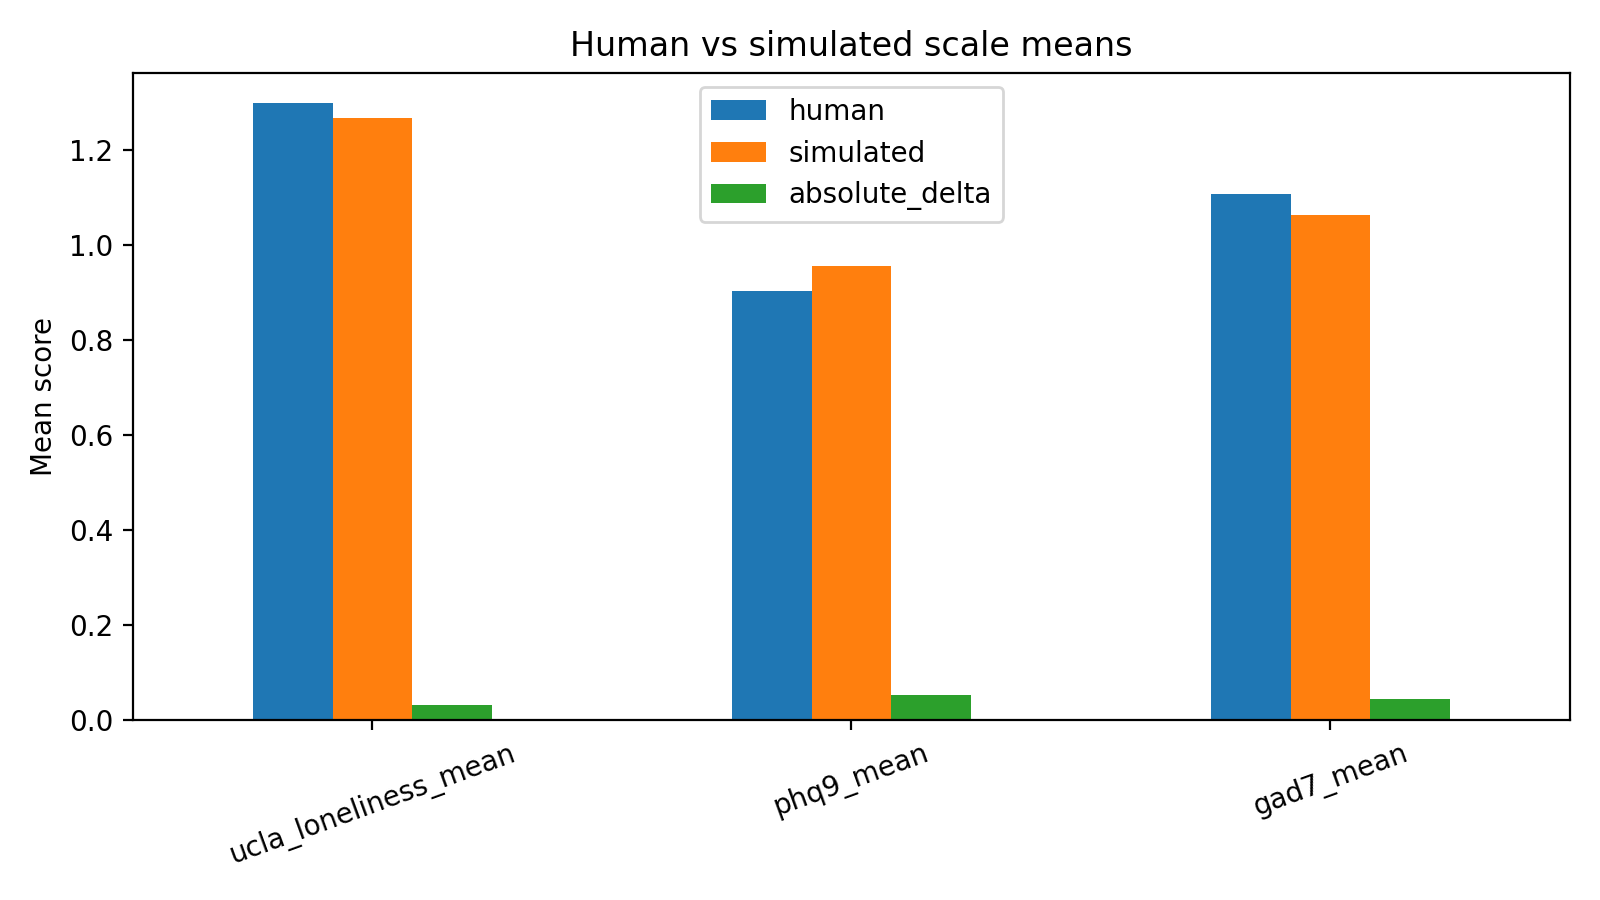 Human vs simulated scale means
human
simulated
absolute_delta
Mean score
1.2
1.0
0.8
0.6
0.4
0.2
0.0
ucla_loneliness_mean
phq9_mean
gad7_mean